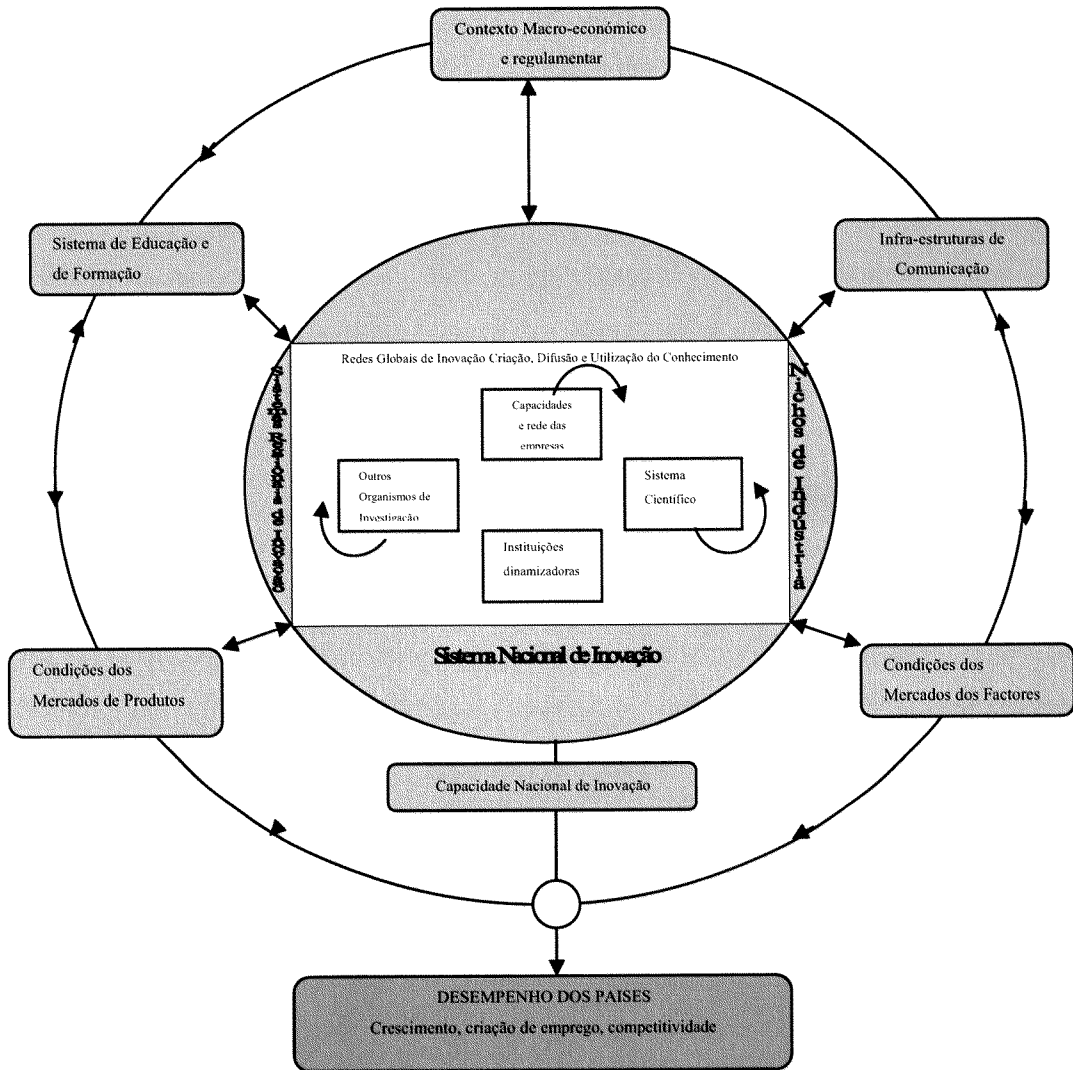 Contexto Macro-económico
e regulamentar
Sistema de Educação e
de Formação
Infra-estruturas de
Comunicação
Redes Globais de Inovação Criação, Difusão e Utilização do Conhecimento
Capacidades
e rede das
empresas
Outros
Organismos de
Investigação
Sistema
Científico
Instituições
dinamizadoras
Nichos de Industria
Sistema Nacional de Inovação
Condições dos
Mercados de Produtos
Condições dos
Mercados dos Factores
Capacidade Nacional de Inovação
DESEMPENHO DOS PAISES
Crescimento, criação de emprego, competitividade